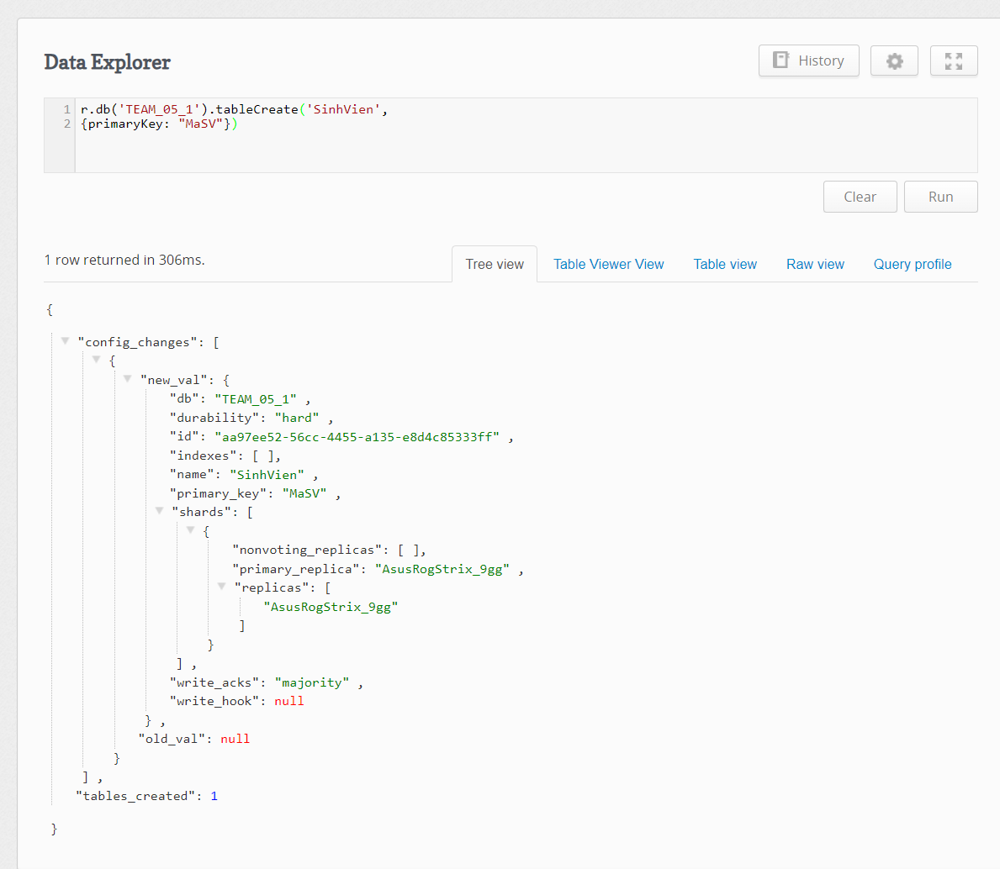 Data Explorer
History
1 r.db('TEAM_05_1').tableCreate('SinhVien',
2 {primaryKey: "MaSV"})
Clear Run
1 row returned in 306ms.
Tree view Table Viewer View Table view Raw view Query profile
{
"config_changes": [
{
"new_val": {
"db": "TEAM_05_1" ,
"durability": "hard" ,
"id": "aa97ee52-56cc-4455-a135-e8d4c85333ff" ,
"indexes": [ ],
"name": "SinhVien" ,
"primary_key": "MaSV" ,
"shards": [
{
"nonvoting_replicas": [ ],
"primary_replica": "AsusRogStrix_9gg" ,
"replicas": [
"AsusRogStrix_9gg"
]
}
] ,
"write_acks": "majority" ,
"write_hook": null
} ,
"old_val": null
}
] ,
"tables_created": 1
}